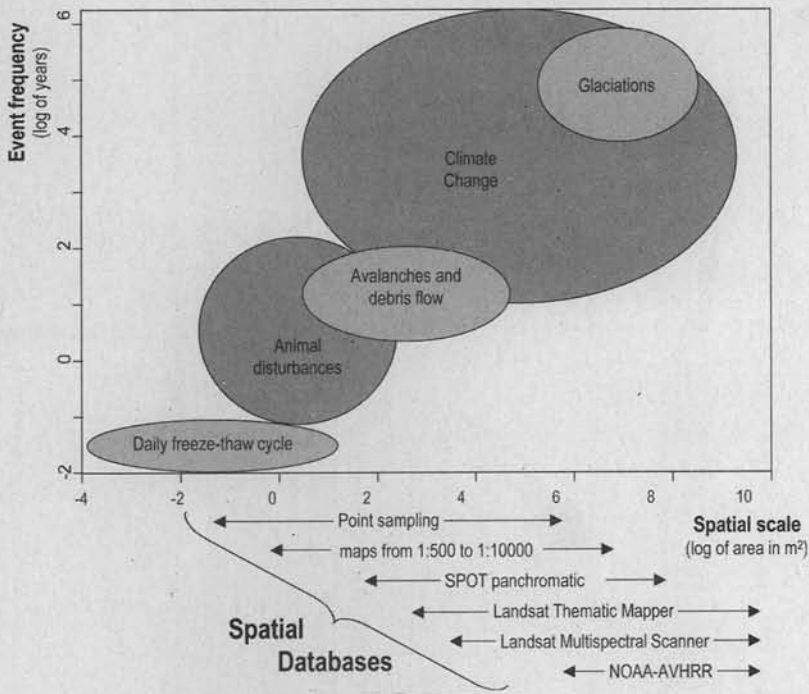 Event frequency
(log of years)
6
4
2
0
-2
Glaciations
Climate
Change
Avalanches and
debris flow
Animal
disturbances
Daily freeze-thaw cycle
-4
-2
0
2
4
6
8
10
Point sampling
Spatial scale
(log of area in m²)
maps from 1:500 to 1:10000
SPOT panchromatic
Landsat Thematic Mapper
Landsat Multispectral Scanner
NOAA-AVHRR
Spatial
Databases